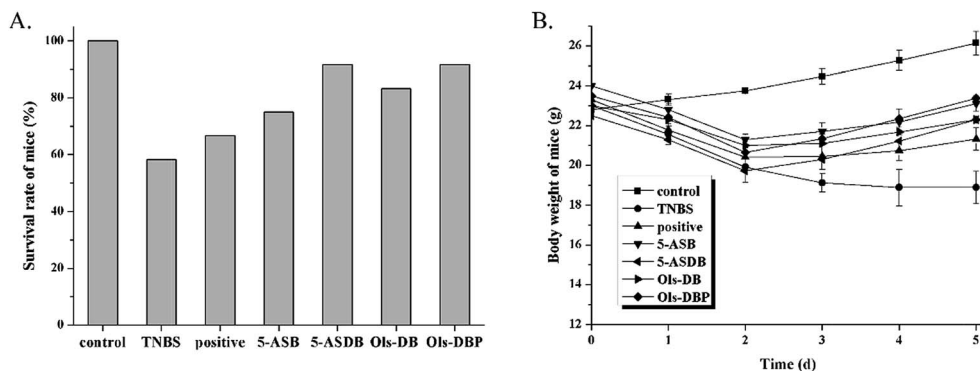 A.
Survival rate of mice (%)
100
80
60
40
20
0
control TNBS positive 5-ASB 5-ASDB Ols-DB Ols-DBP
B.
Body weight of mice (g)
26
24
22
20
18
16
14
12
control
TNBS
positive
5-ASB
5-ASDB
Ols-DB
Ols-DBP
0 1 2 3 4 5
Time (d)